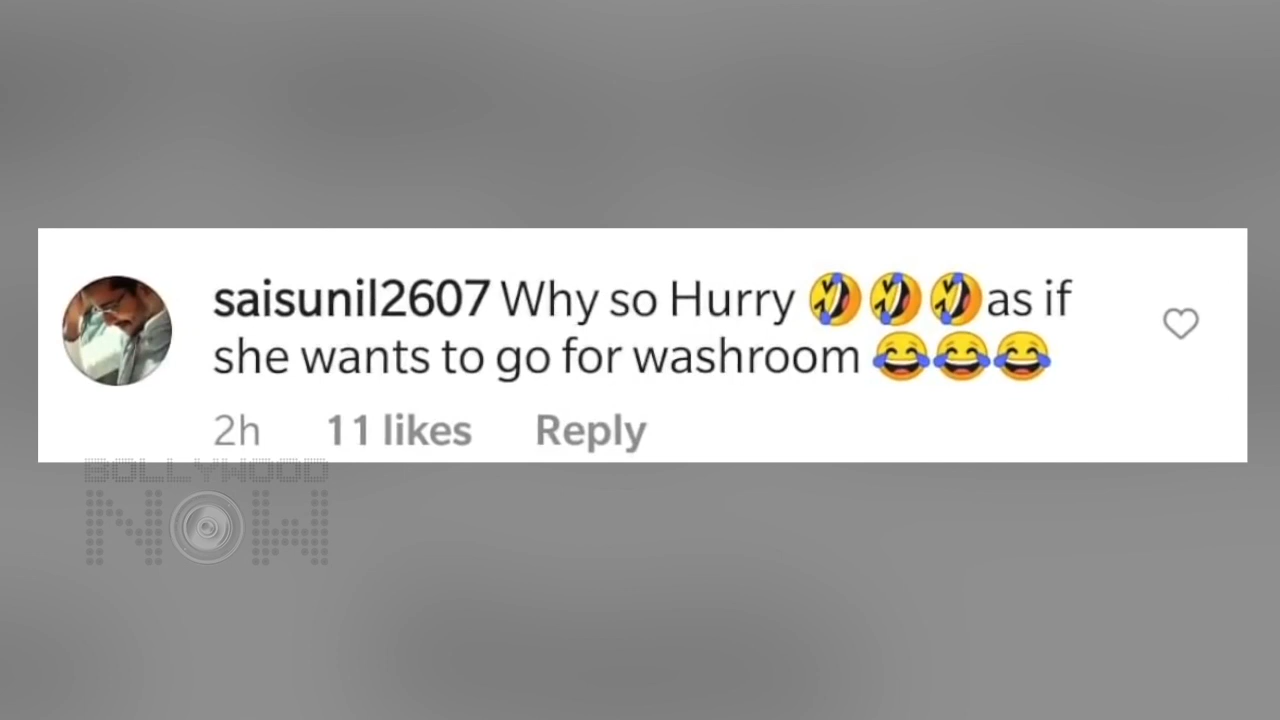 saisunil2607 Why so Hurry 🤣🤣🤣as if
she wants to go for washroom 😂😂😂
2h 11 likes Reply
BOLLYWOOD
NOW